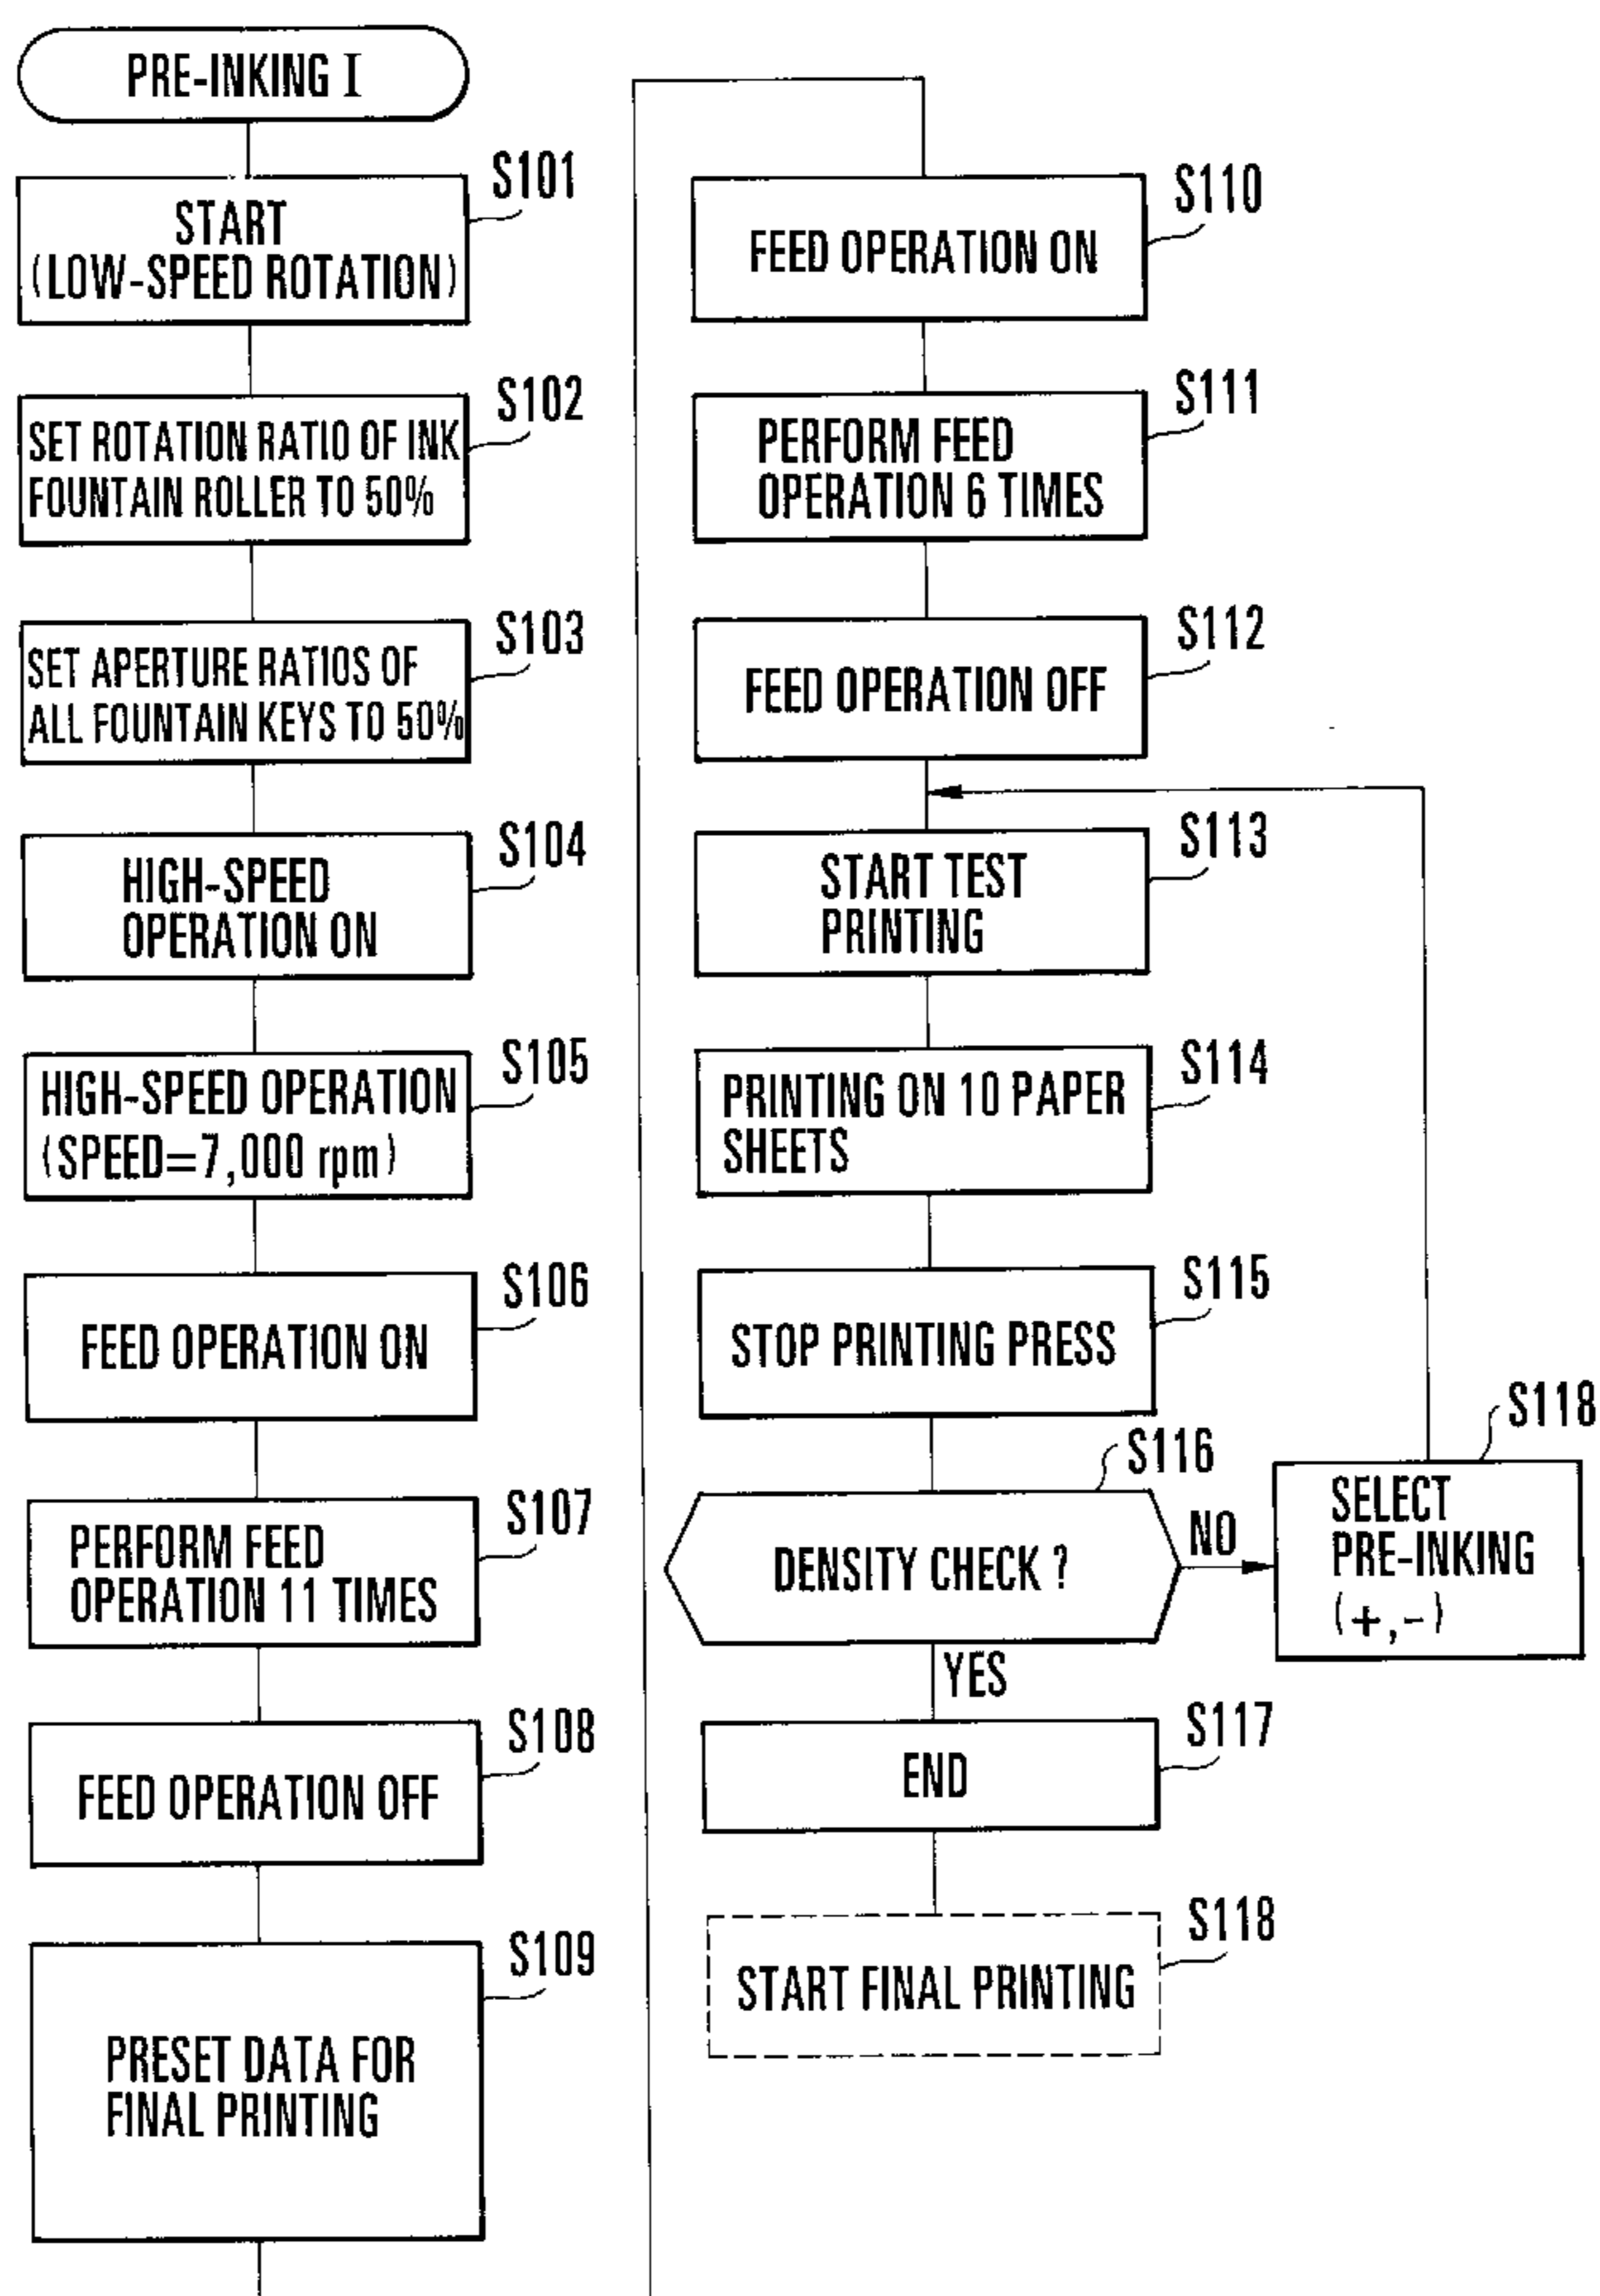 PRE-INKING I
S101
START
(LOW-SPEED ROTATION)
S102
SET ROTATION RATIO OF INK
FOUNTAIN ROLLER TO 50%
S103
SET APERTURE RATIOS OF
ALL FOUNTAIN KEYS TO 50%
S104
HIGH-SPEED
OPERATION ON
S105
HIGH-SPEED OPERATION
(SPEED=7,000 rpm)
S106
FEED OPERATION ON
S107
PERFORM FEED
OPERATION 11 TIMES
S108
FEED OPERATION OFF
S109
PRESET DATA FOR
FINAL PRINTING
S110
FEED OPERATION ON
S111
PERFORM FEED
OPERATION 6 TIMES
S112
FEED OPERATION OFF
S113
START TEST
PRINTING
S114
PRINTING ON 10 PAPER
SHEETS
S115
STOP PRINTING PRESS
S116
DENSITY CHECK ?
NO
S118
SELECT
PRE-INKING
(+,-)
YES
S117
END
S118
START FINAL PRINTING